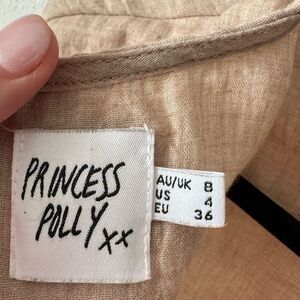 PRINCESS
POLLY xx
AU/UK 8
US 4
EU 36